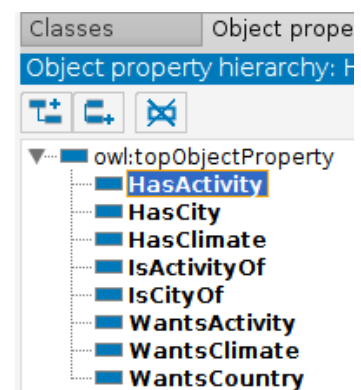 Classes Object prope
Object property hierarchy: H
owl:topObjectProperty
HasActivity
HasCity
HasClimate
IsActivityOf
IsCityOf
WantsActivity
WantsClimate
WantsCountry